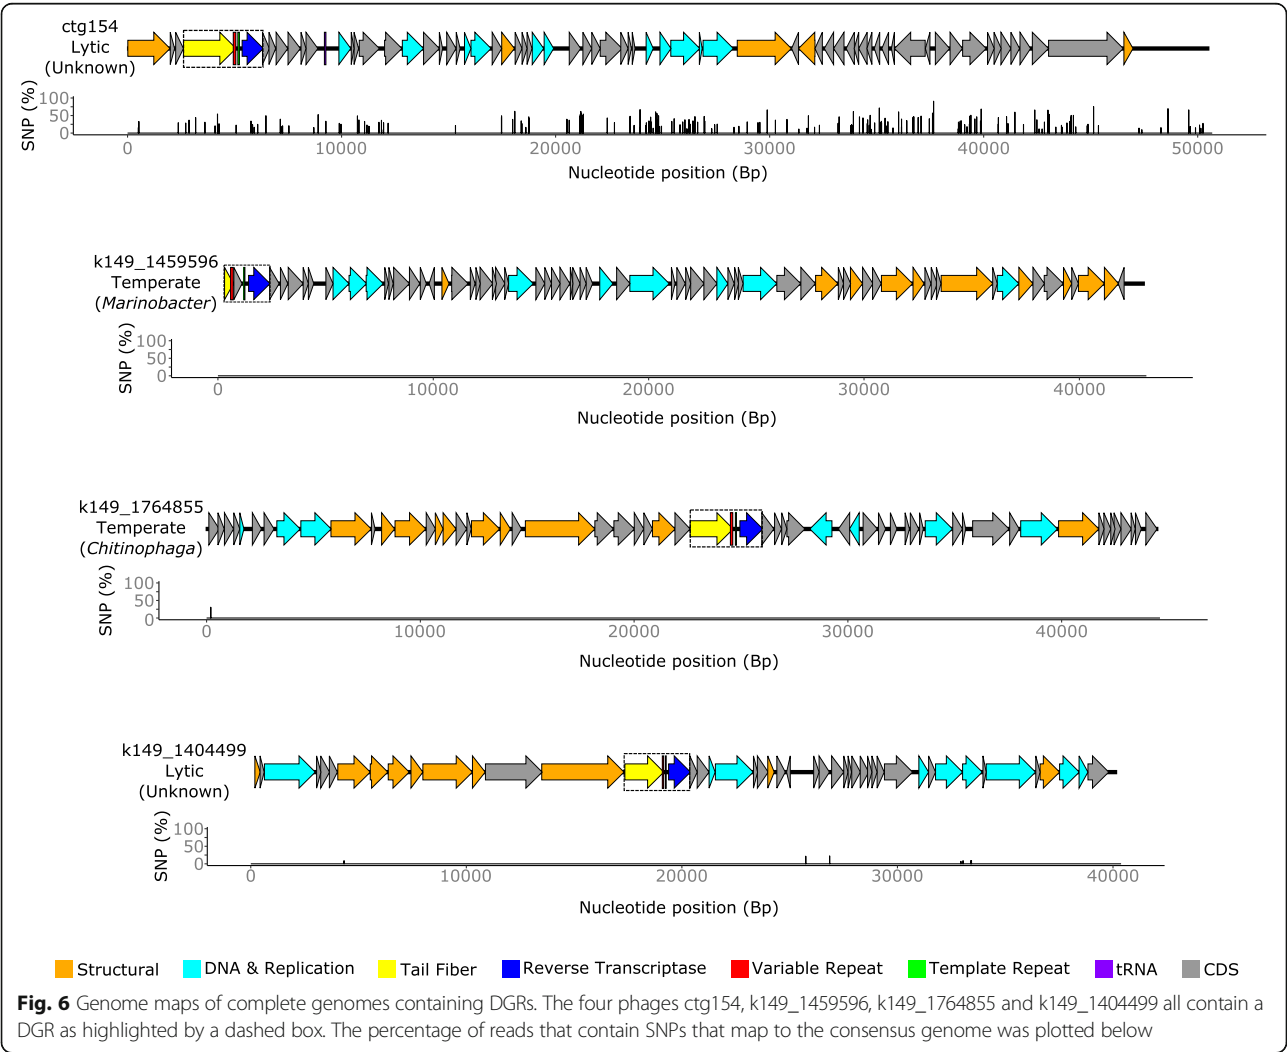 ctg154
Lytic
(Unknown)
SNP (%)
100
50
0
0 10000 20000 30000 40000 50000
Nucleotide position (Bp)
k149_1459596
Temperate
(Marinobacter)
SNP (%)
100
50
0
0 10000 20000 30000 40000
Nucleotide position (Bp)
k149_1764855
Temperate
(Chitinophaga)
SNP (%)
100
50
0
0 10000 20000 30000 40000
Nucleotide position (Bp)
k149_1404499
Lytic
(Unknown)
SNP (%)
100
50
0
0 10000 20000 30000 40000
Nucleotide position (Bp)
Structural DNA & Replication Tail Fiber Reverse Transcriptase Variable Repeat Template Repeat tRNA CDS
Fig. 6 Genome maps of complete genomes containing DGRs. The four phages ctg154, k149_1459596, k149_1764855 and k149_1404499 all contain a
DGR as highlighted by a dashed box. The percentage of reads that contain SNPs that map to the consensus genome was plotted below